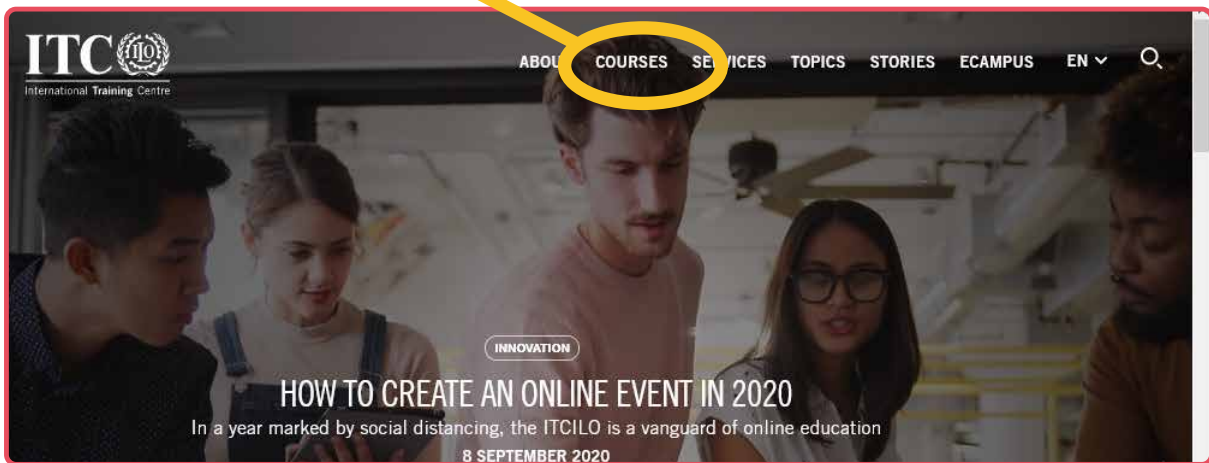 ITC ILO
International Training Centre
ABOUT COURSES SERVICES TOPICS STORIES ECAMPUS EN
INNOVATION
HOW TO CREATE AN ONLINE EVENT IN 2020
In a year marked by social distancing, the ITCILO is a vanguard of online education
8 SEPTEMBER 2020